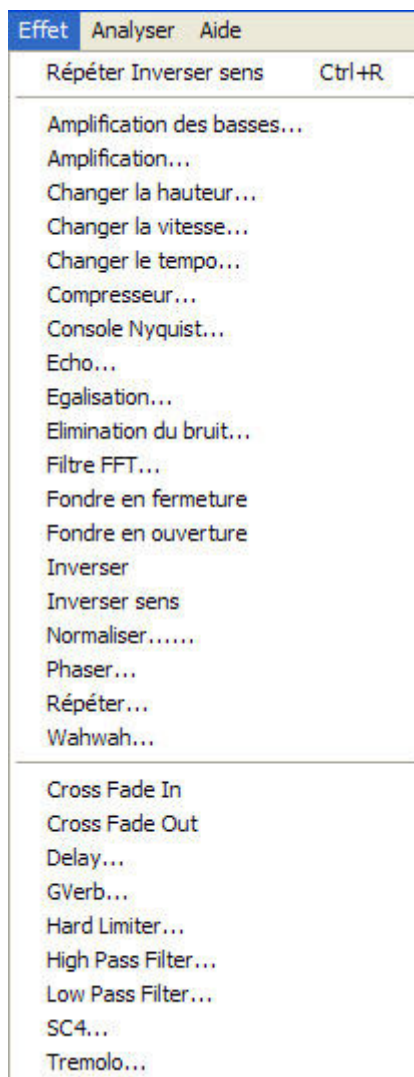 Effet Analyser Aide
Répéter Inverser sens Ctrl+R
Amplification des basses...
Amplification...
Changer la hauteur...
Changer la vitesse...
Changer le tempo...
Compresseur...
Console Nyquist...
Echo...
Egalisation...
Elimination du bruit...
Filtre FFT...
Fondre en fermeture
Fondre en ouverture
Inverser
Inverser sens
Normaliser......
Phaser...
Répéter...
Wahwah...
Cross Fade In
Cross Fade Out
Delay...
GVerb...
Hard Limiter...
High Pass Filter...
Low Pass Filter...
SC4...
Tremolo...